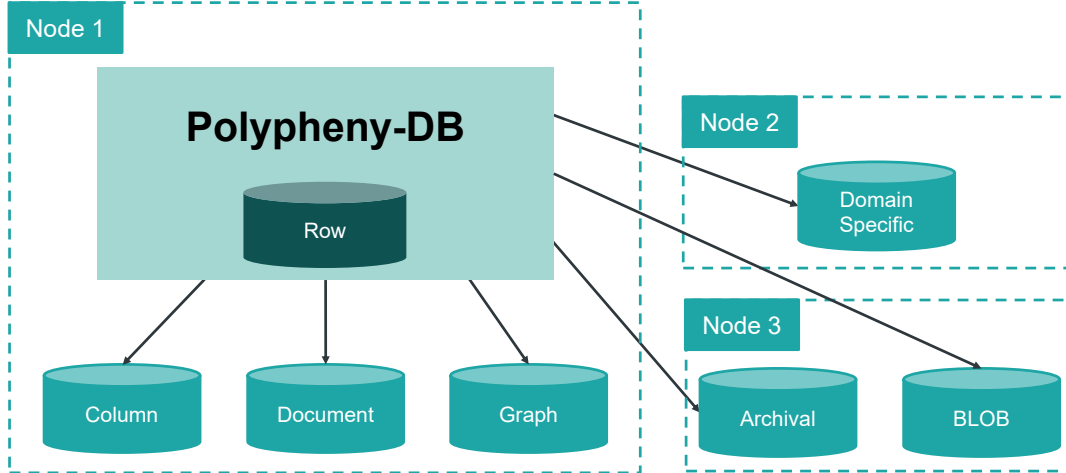 Node 1
Polypheny-DB
Row
Column
Document
Graph
Node 2
Domain
Specific
Node 3
Archival
BLOB